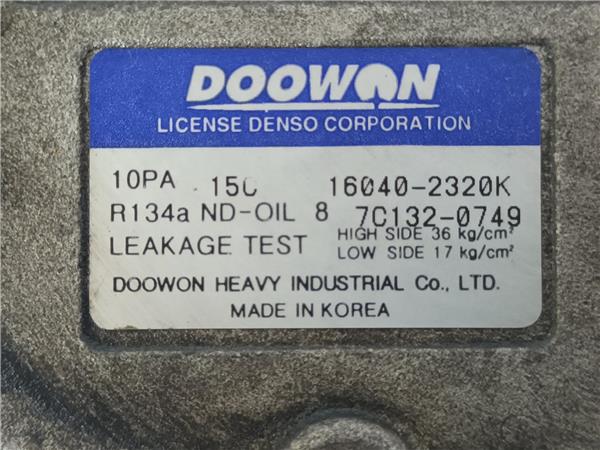 DOOWON
LICENSE DENSO CORPORATION
10PA 15C 16040-2320K
R134a ND-OIL 8 7C132-0749
LEAKAGE TEST HIGH SIDE 36 kg/cm²
LOW SIDE 17 kg/cm²
DOOWON HEAVY INDUSTRIAL Co., LTD.
MADE IN KOREA